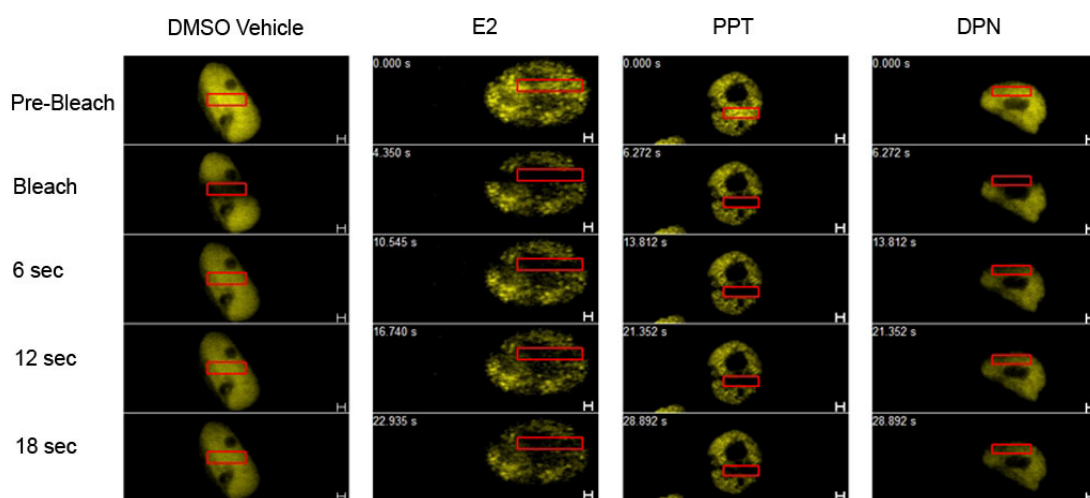 DMSO Vehicle E2 PPT DPN
Pre-Bleach 0.000 s 0.000 s 0.000 s
Bleach 4.350 s 6.272 s 6.272 s
6 sec 10.545 s 13.812 s 13.812 s
12 sec 16.740 s 21.352 s 21.352 s
18 sec 22.935 s 28.892 s 28.892 s